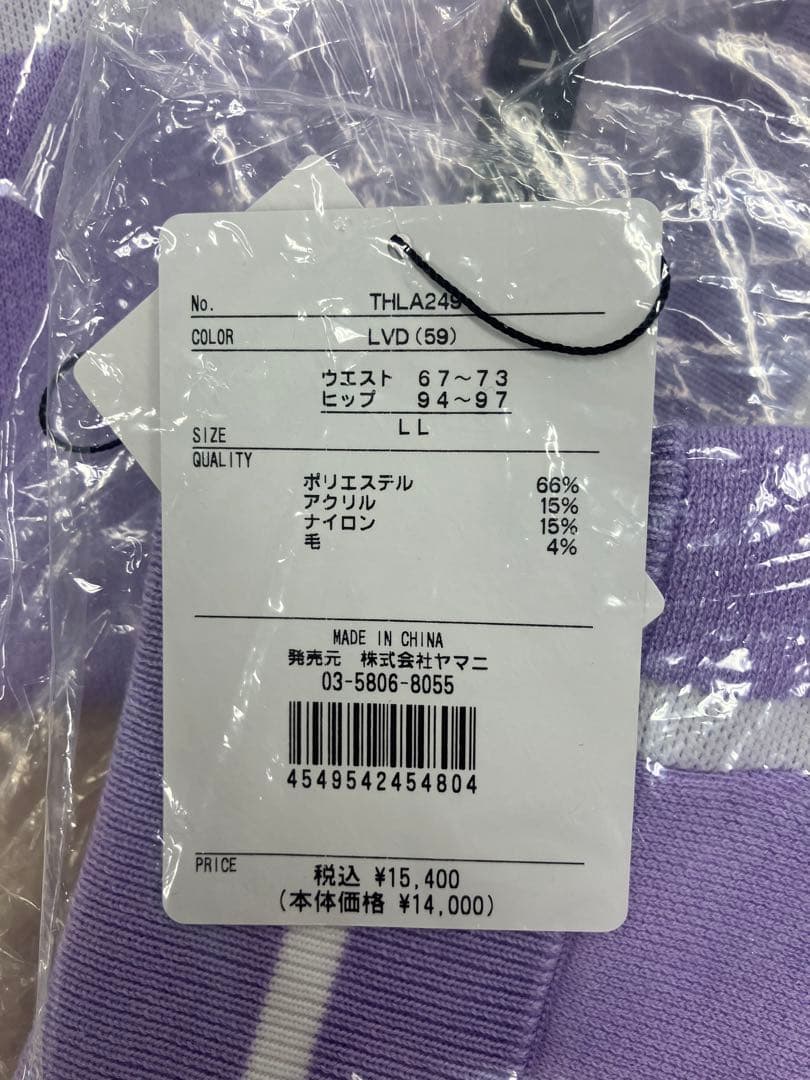 No. THLA249
COLOR LVD(59)
ウエスト 67~73
ヒップ 94~97
SIZE LL
QUALITY
ポリエステル 66%
アクリル 15%
ナイロン 15%
毛 4%
MADE IN CHINA
発売元 株式会社ヤマニ
03-5806-8055
4549542454804
PRICE
税込 ¥15,400
(本体価格 ¥14,000)